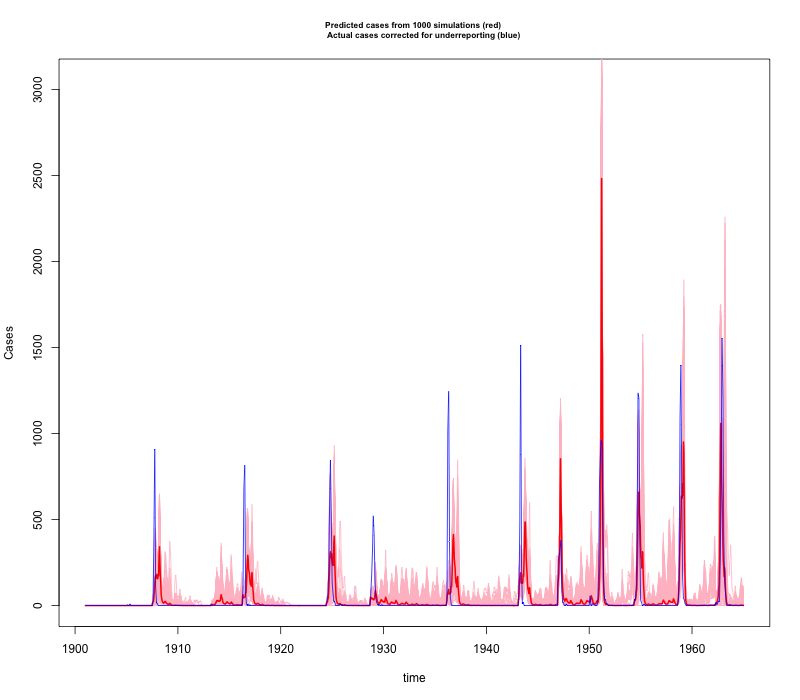 Predicted cases from 1000 simulations (red)
Actual cases corrected for underreporting (blue)
3000
2500
2000
1500
1000
500
0
Cases
1900 1910 1920 1930 1940 1950 1960
time